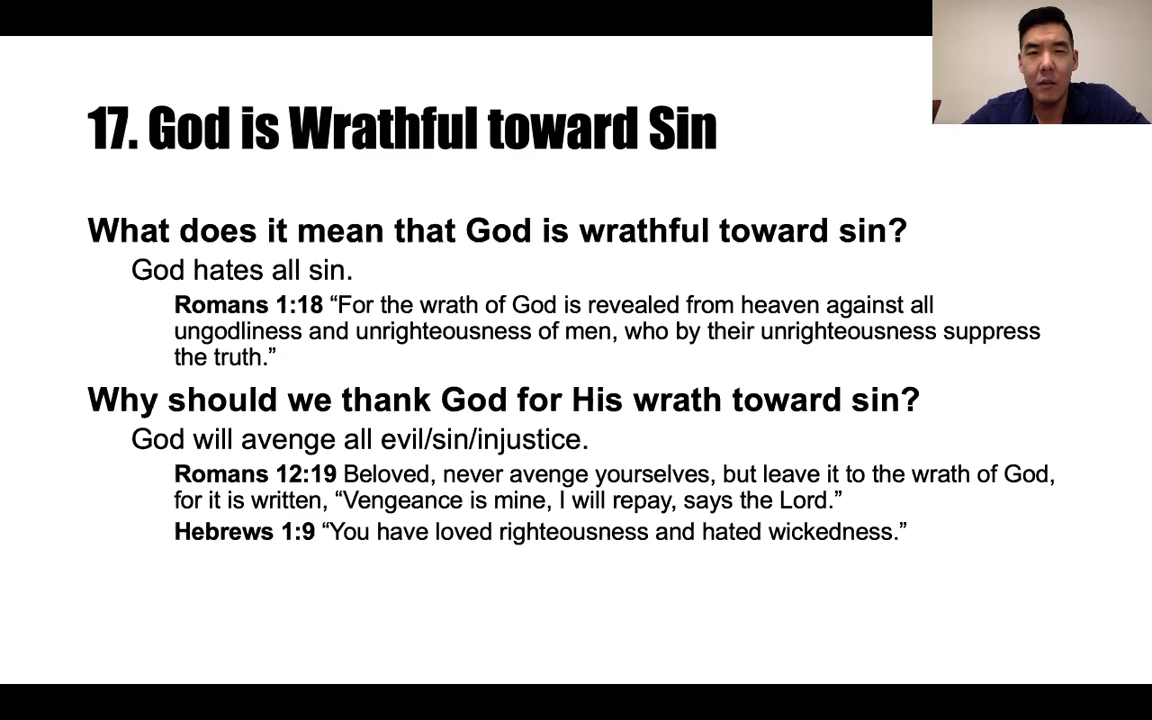 17. God is Wrathful toward Sin
What does it mean that God is wrathful toward sin?
God hates all sin.
Romans 1:18 “For the wrath of God is revealed from heaven against all
ungodliness and unrighteousness of men, who by their unrighteousness suppress
the truth.”
Why should we thank God for His wrath toward sin?
God will avenge all evil/sin/injustice.
Romans 12:19 Beloved, never avenge yourselves, but leave it to the wrath of God,
for it is written, “Vengeance is mine, I will repay, says the Lord.”
Hebrews 1:9 “You have loved righteousness and hated wickedness.”